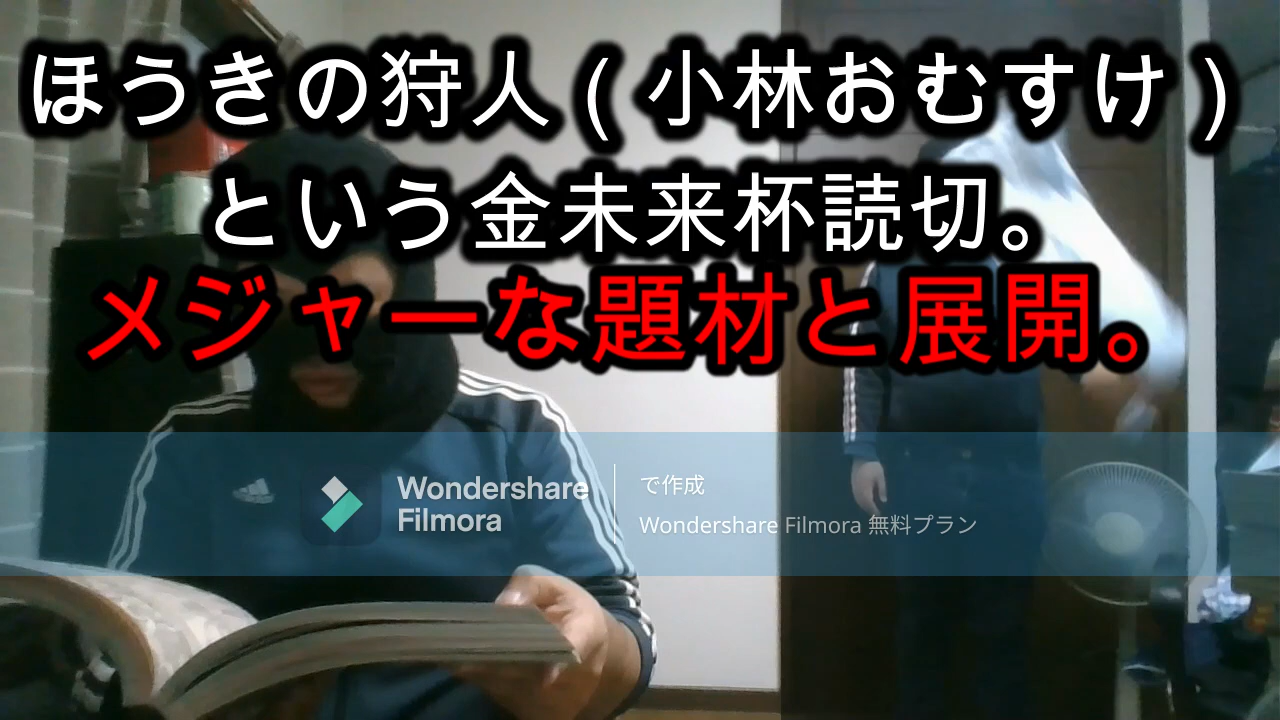 ほうきの狩人(小林おむすけ)
という金未来杯読切。
メジャーな題材と展開。
Wondershare
Filmora
で作成
Wondershare Filmora 無料プラン